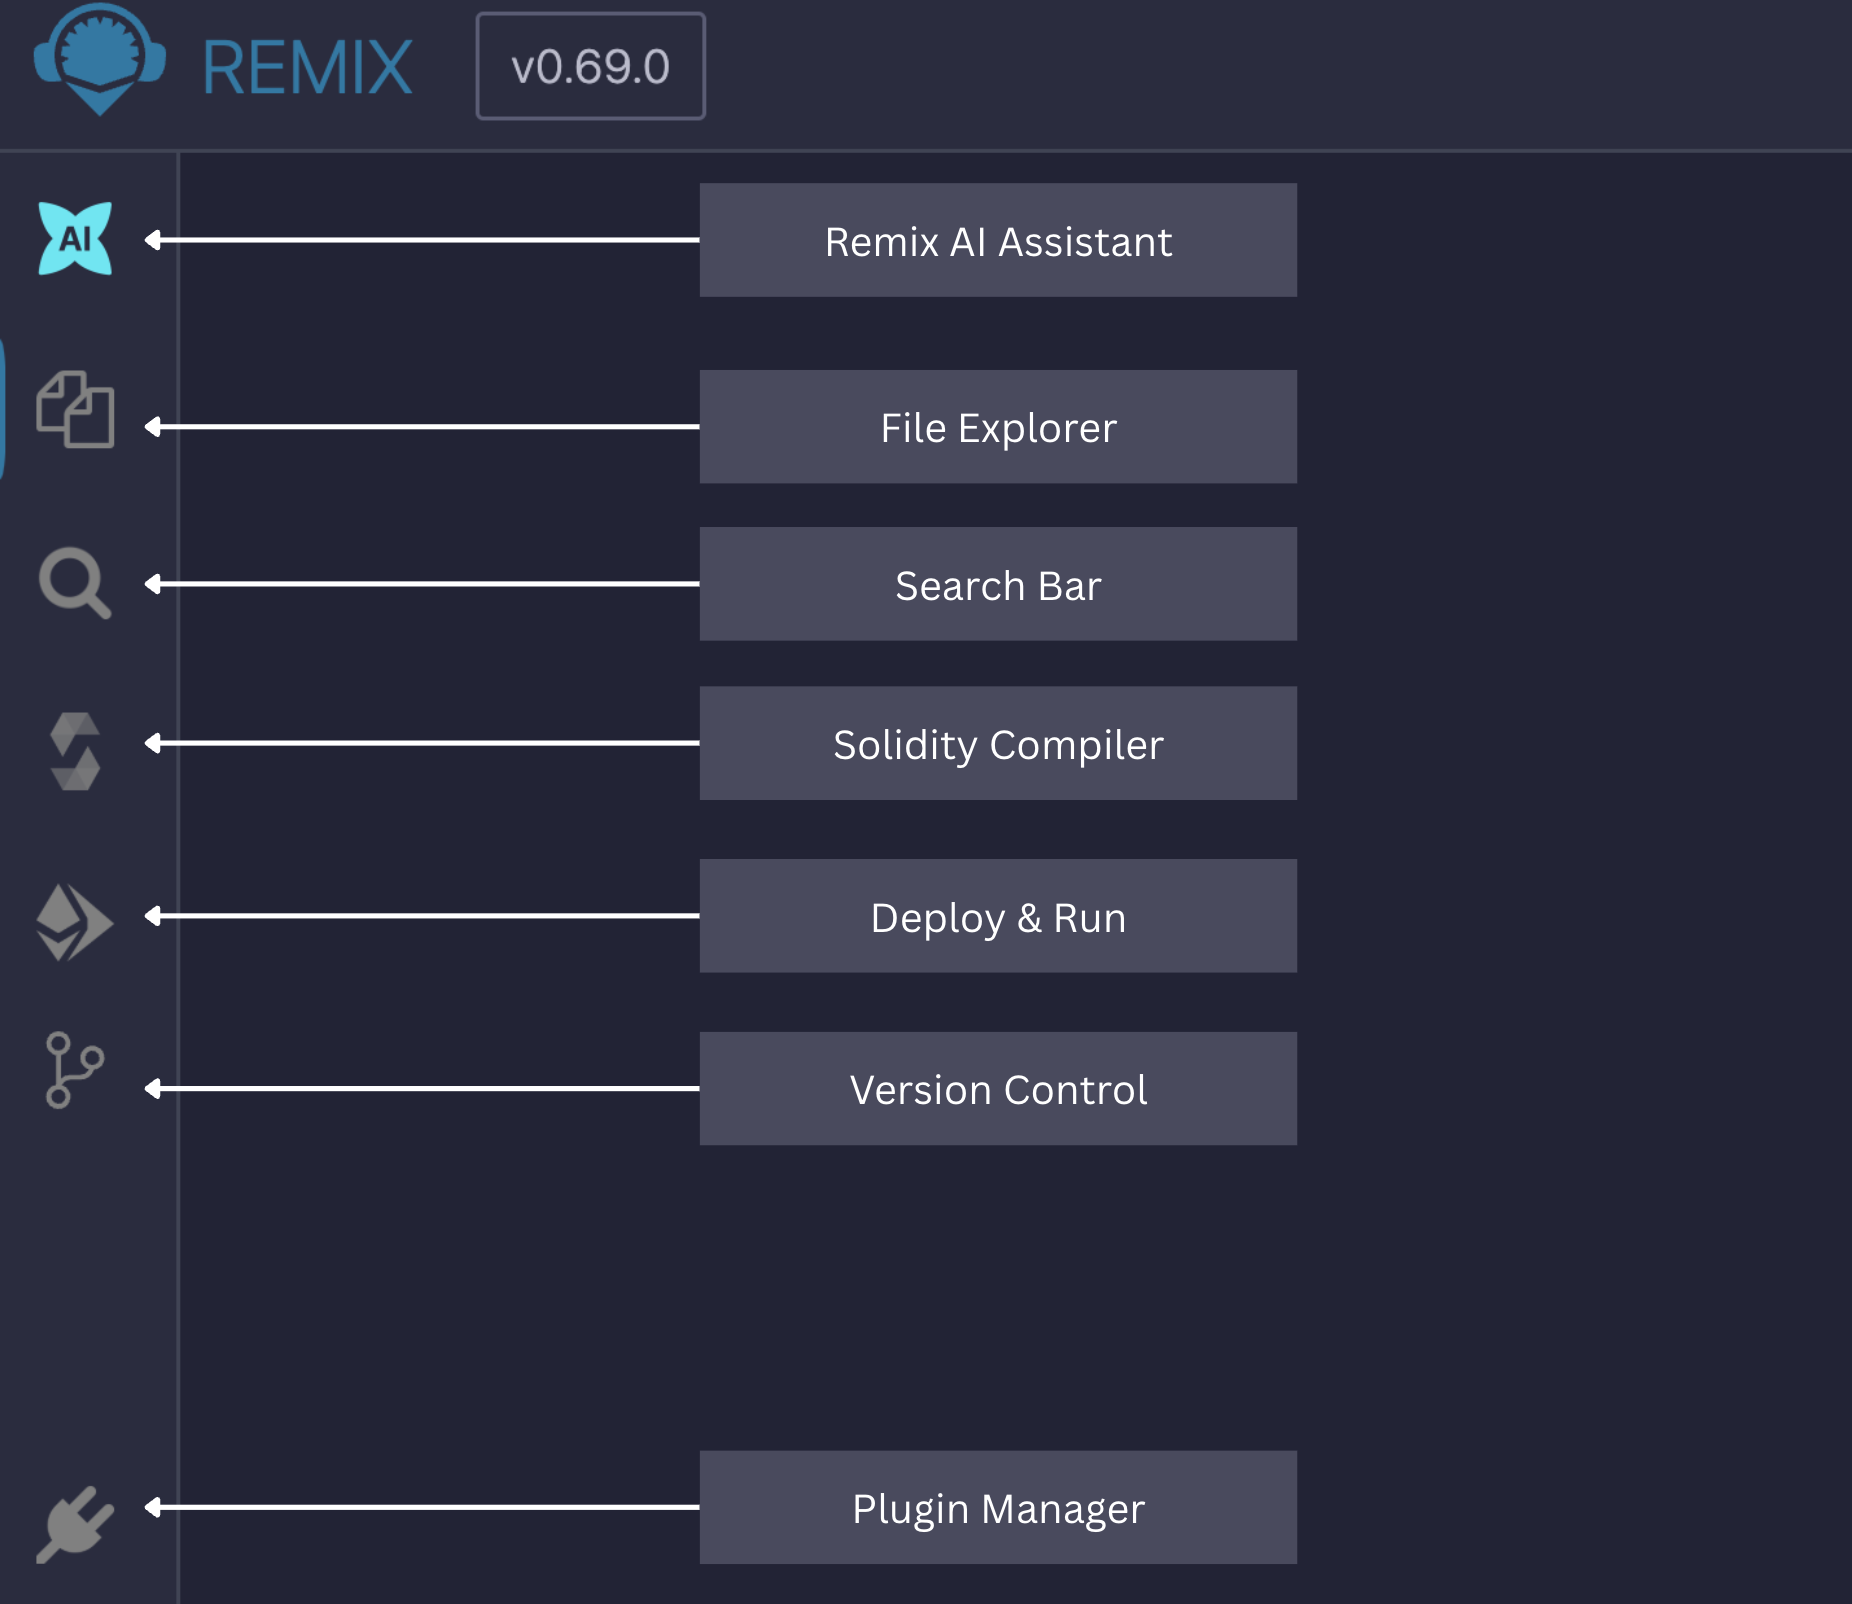 REMIX v0.69.0
AI
Remix AI Assistant
File Explorer
Search Bar
Solidity Compiler
Deploy & Run
Version Control
Plugin Manager